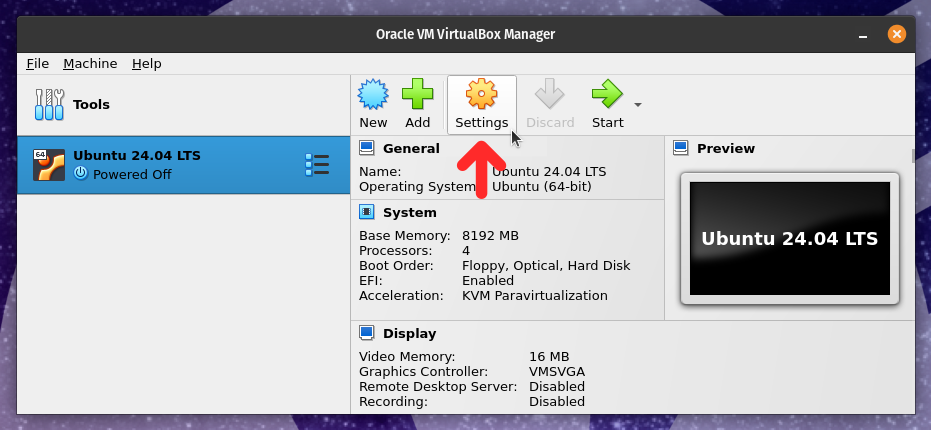 Oracle VM VirtualBox Manager
File Machine Help
Tools
New Add Settings Discard Start
64
Ubuntu 24.04 LTS
Powered Off
General
Name: Ubuntu 24.04 LTS
Operating System: Ubuntu (64-bit)
System
Base Memory: 8192 MB
Processors: 4
Boot Order: Floppy, Optical, Hard Disk
EFI: Enabled
Acceleration: KVM Paravirtualization
Preview
Ubuntu 24.04 LTS
Display
Video Memory: 16 MB
Graphics Controller: VMSVGA
Remote Desktop Server: Disabled
Recording: Disabled